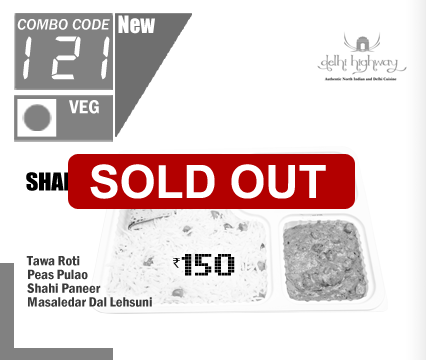 COMBO CODE
New
121
VEG
delhi highway
Authentic North Indian and Delhi Cuisine
SOLD OUT
₹150
Tawa Roti
Peas Pulao
Shahi Paneer
Masaledar Dal Lehsuni